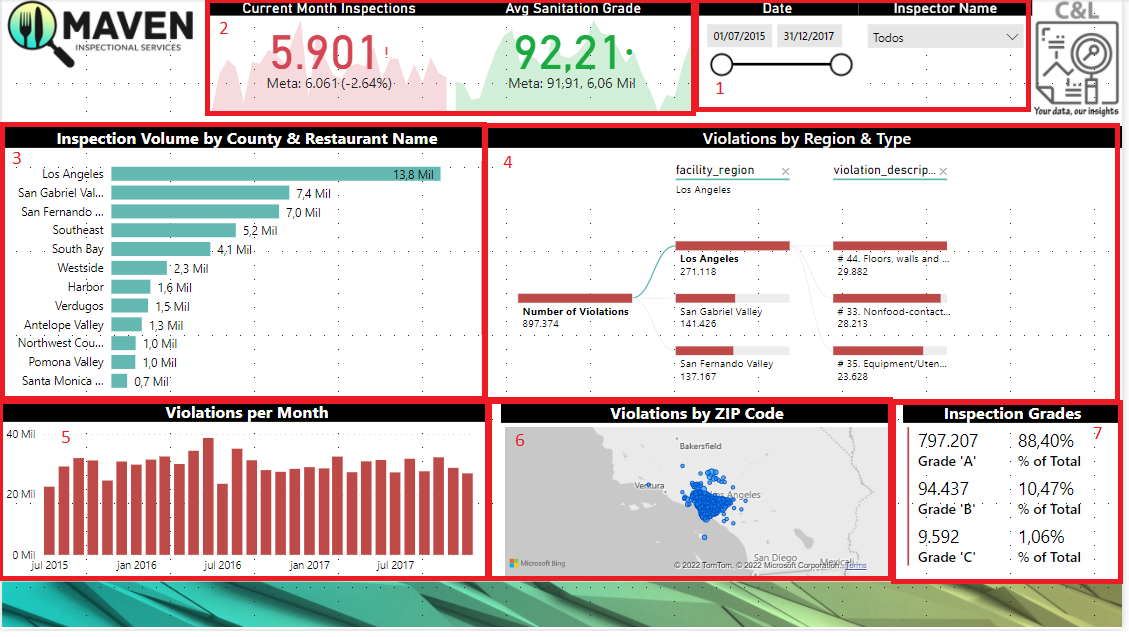 MAVEN
INSPECTIONAL SERVICES
Current Month Inspections
2
5.901 !
Meta: 6.061 (-2.64%)
Avg Sanitation Grade
92,21
Meta: 91,91, 6,06 Mil
Date
01/07/2015 31/12/2017
1
Inspector Name
Todos
C&L
Your data, our insights
Inspection Volume by County & Restaurant Name
3
Los Angeles 13,8 Mil
San Gabriel Val... 7,4 Mil
San Fernando ... 7,0 Mil
Southeast 5,2 Mil
South Bay 4,1 Mil
Westside 2,3 Mil
Harbor 1,6 Mil
Verdugos 1,5 Mil
Antelope Valley 1,3 Mil
Northwest Cou... 1,0 Mil
Pomona Valley 1,0 Mil
Santa Monica ... 0,7 Mil
Violations by Region & Type
4
facility_region
Los Angeles
violation_descrip...
Number of Violations
897.374
Los Angeles
271.118
San Gabriel Valley
141.426
San Fernando Valley
137.167
# 44. Floors, walls and ...
29.882
# 33. Nonfood-contact...
28.213
# 35. Equipment/Uten...
23.628
Violations per Month
5
40 Mil
20 Mil
0 Mil
jul 2015 jan 2016 jul 2016 jan 2017 jul 2017
Violations by ZIP Code
6
Bakersfield
Ventura
Los Angeles
San Diego
Mexicali
Microsoft Bing
© 2022 TomTom, © 2022 Microsoft Corporation, Terms
Inspection Grades
7
797.207 88,40%
Grade 'A' % of Total
94.437 10,47%
Grade 'B' % of Total
9.592 1,06%
Grade 'C' % of Total